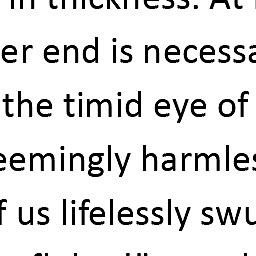 in thickness. At
er end is necessa
the timid eye of
eemingly harmles
f us lifelessly swu